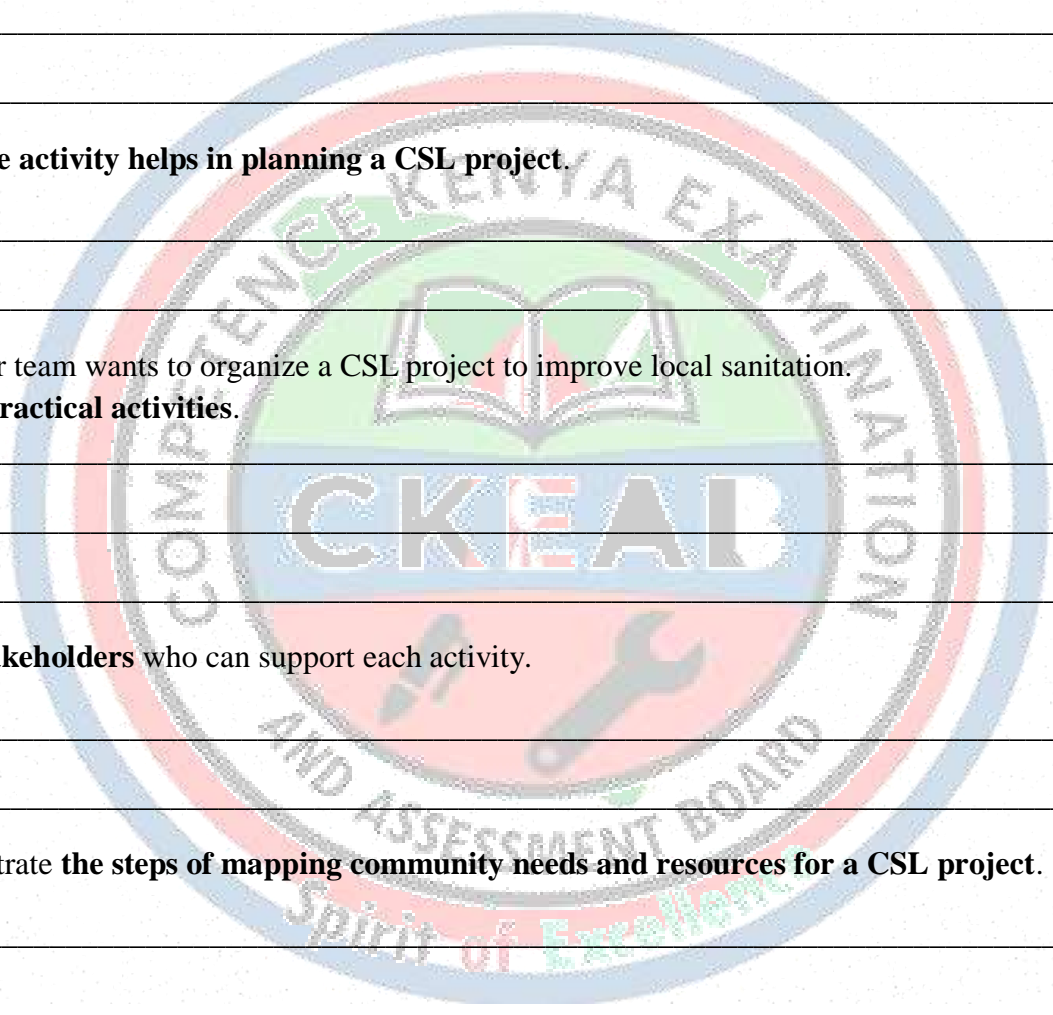 e activity helps in planning a CSL project.
r team wants to organize a CSL project to improve local sanitation.
ractical activities.
keholders who can support each activity.
trate the steps of mapping community needs and resources for a CSL project.
COMPETENCE KENYA EXAMINATION
CKEAB
AND ASSESSMENT BOARD
Spirit of Excellence